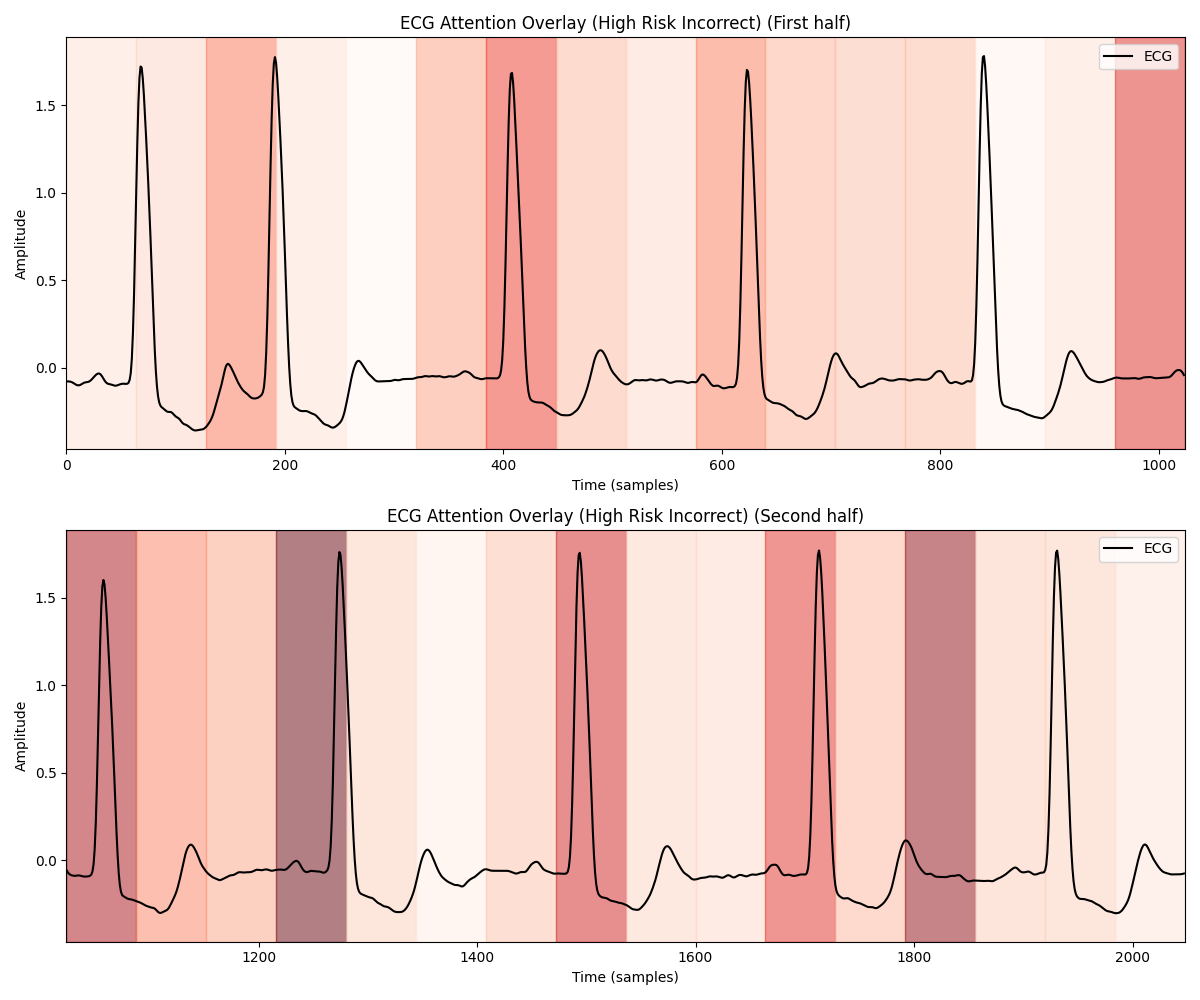 ECG Attention Overlay (High Risk Incorrect) (First half)
ECG
Amplitude
1.5
1.0
0.5
0.0
0 200 400 600 800 1000
Time (samples)
ECG Attention Overlay (High Risk Incorrect) (Second half)
ECG
Amplitude
1.5
1.0
0.5
0.0
1200 1400 1600 1800 2000
Time (samples)